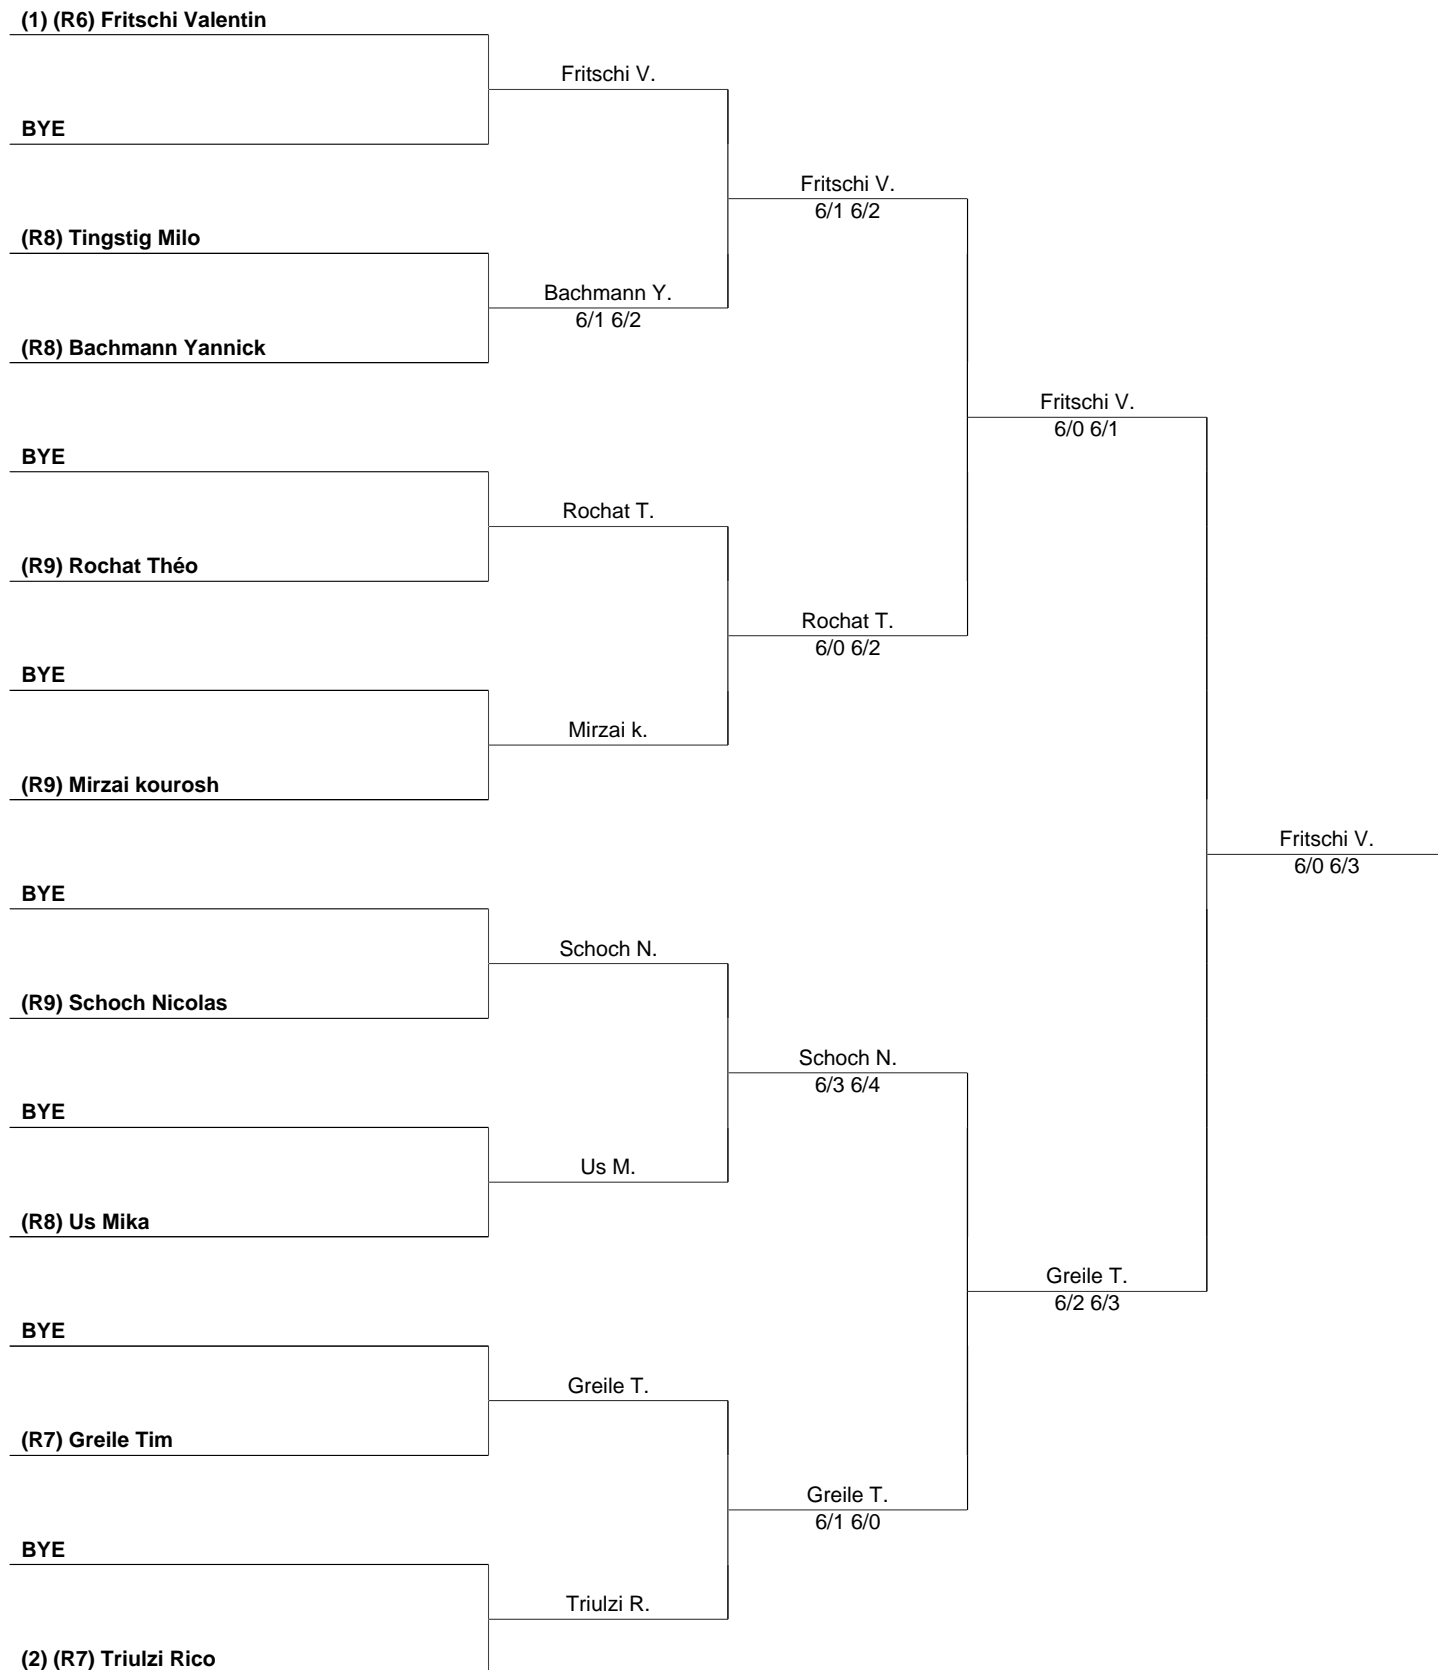 (1) (R6) Fritschi Valentin
Fritschi V.
BYE
Fritschi V.
6/1 6/2
(R8) Tingstig Milo
Bachmann Y.
6/1 6/2
(R8) Bachmann Yannick
Fritschi V.
6/0 6/1
BYE
Rochat T.
(R9) Rochat Théo
Rochat T.
6/0 6/2
BYE
Mirzai k.
(R9) Mirzai kourosh
Fritschi V.
6/0 6/3
BYE
Schoch N.
(R9) Schoch Nicolas
Schoch N.
6/3 6/4
BYE
Us M.
(R8) Us Mika
Greile T.
6/2 6/3
BYE
Greile T.
(R7) Greile Tim
Greile T.
6/1 6/0
BYE
Triulzi R.
(2) (R7) Triulzi Rico